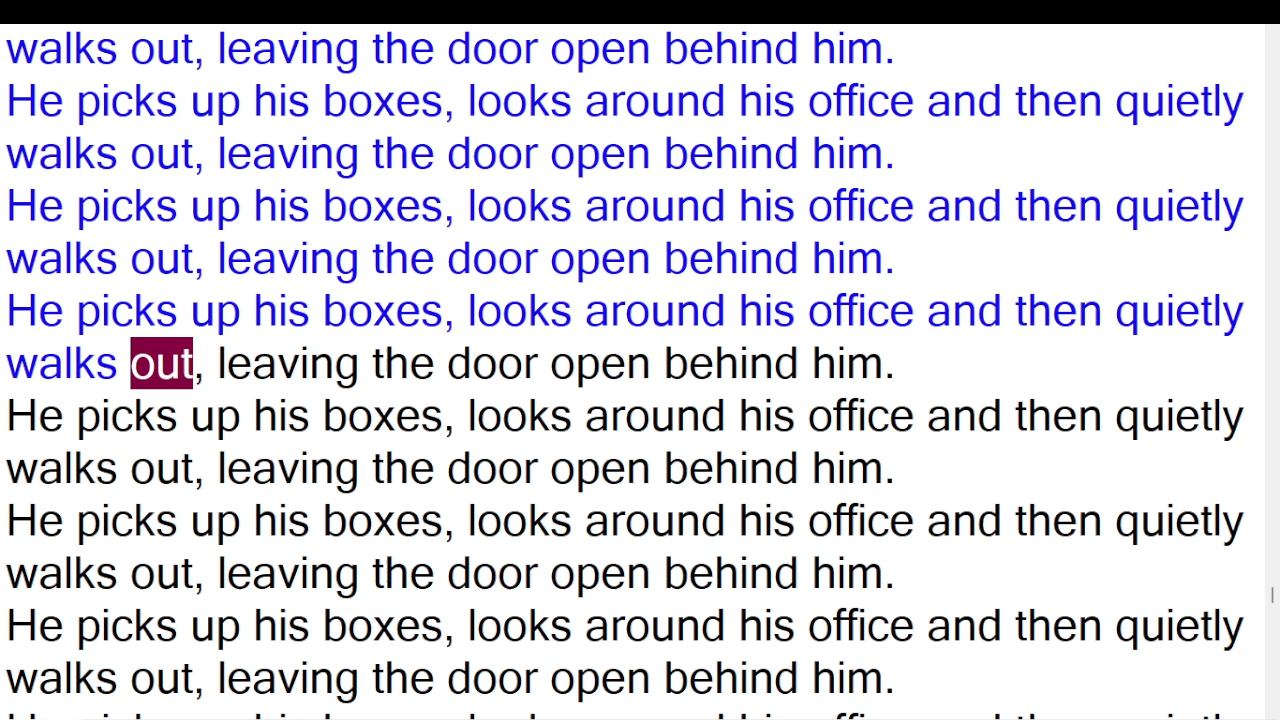 walks out, leaving the door open behind him.
He picks up his boxes, looks around his office and then quietly
walks out, leaving the door open behind him.
He picks up his boxes, looks around his office and then quietly
walks out, leaving the door open behind him.
He picks up his boxes, looks around his office and then quietly
walks out, leaving the door open behind him.
He picks up his boxes, looks around his office and then quietly
walks out, leaving the door open behind him.
He picks up his boxes, looks around his office and then quietly
walks out, leaving the door open behind him.
He picks up his boxes, looks around his office and then quietly
walks out, leaving the door open behind him.